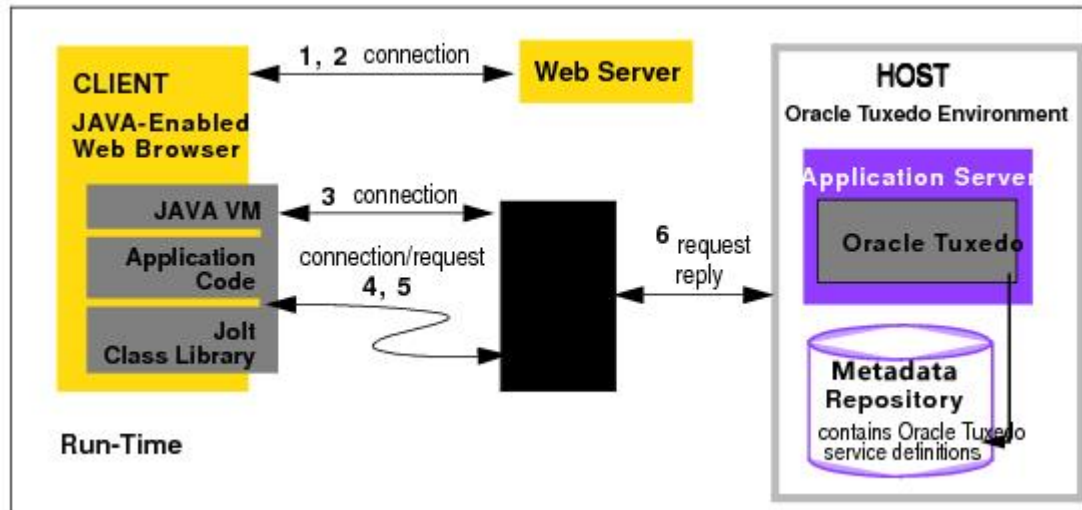 CLIENT
JAVA-Enabled
Web Browser
JAVA VM
Application
Code
Jolt
Class Library
Run-Time
1, 2 connection
Web Server
3 connection
connection/request
4, 5
6 request
reply
HOST
Oracle Tuxedo Environment
Application Server
Oracle Tuxedo
Metadata
Repository
contains Oracle Tuxedo
service definitions